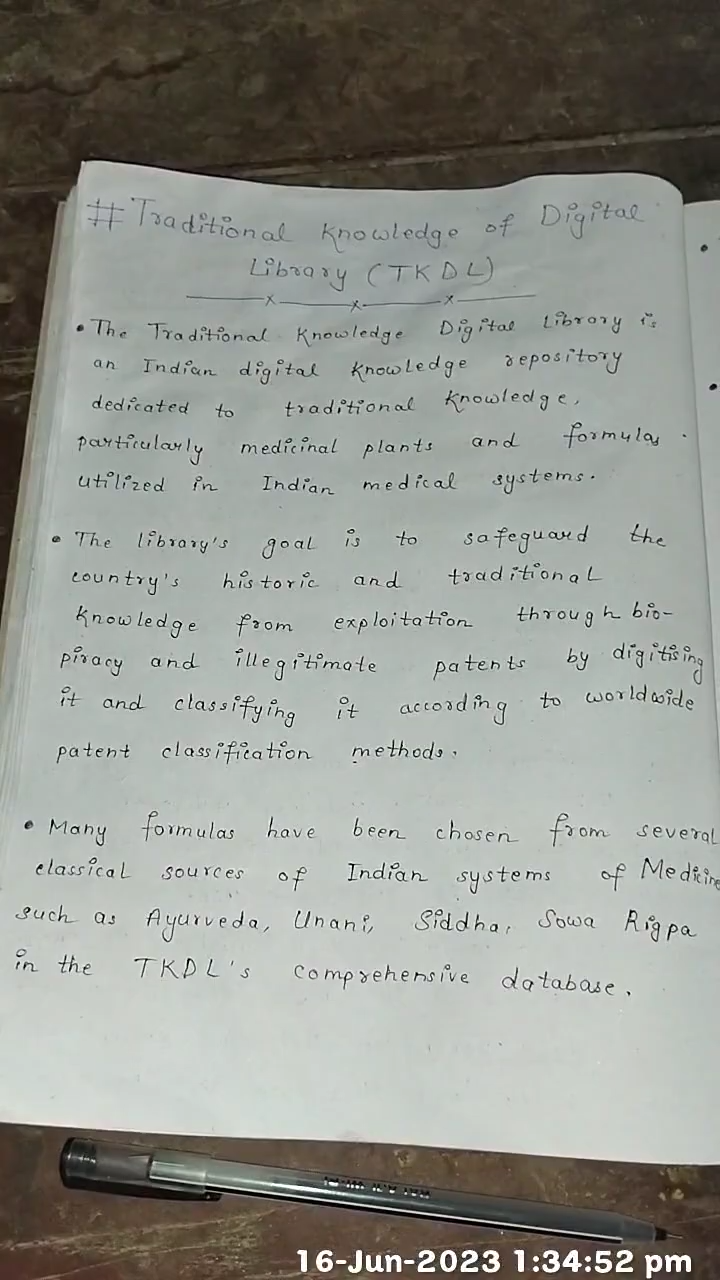 # Traditional Knowledge of Digital
Library (TKDL)
• The Traditional Knowledge Digital Library is
an Indian digital Knowledge repository
dedicated to traditional Knowledge,
particularly medicinal plants and formulas
utilized in Indian medical systems.
• The library's goal is to safeguard the
country's historic and traditional
Knowledge from exploitation through bio-
piracy and illegitimate patents by digitising
it and classifying it according to worldwide
patent classification methods.
• Many formulas have been chosen from several
classical sources of Indian systems of Medicine
such as Ayurveda, Unani, Siddha, Sowa Rigpa
in the TKDL's comprehensive database.
16-Jun-2023 1:34:52 pm